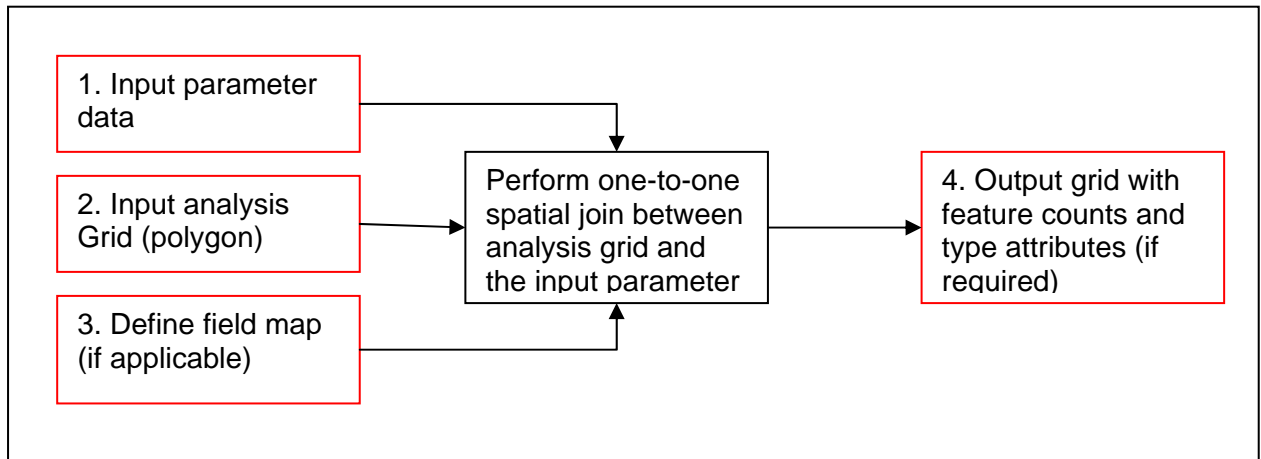 1. Input parameter
data
2. Input analysis
Grid (polygon)
3. Define field map
(if applicable)
Perform one-to-one
spatial join between
analysis grid and
the input parameter
4. Output grid with
feature counts and
type attributes (if
required)